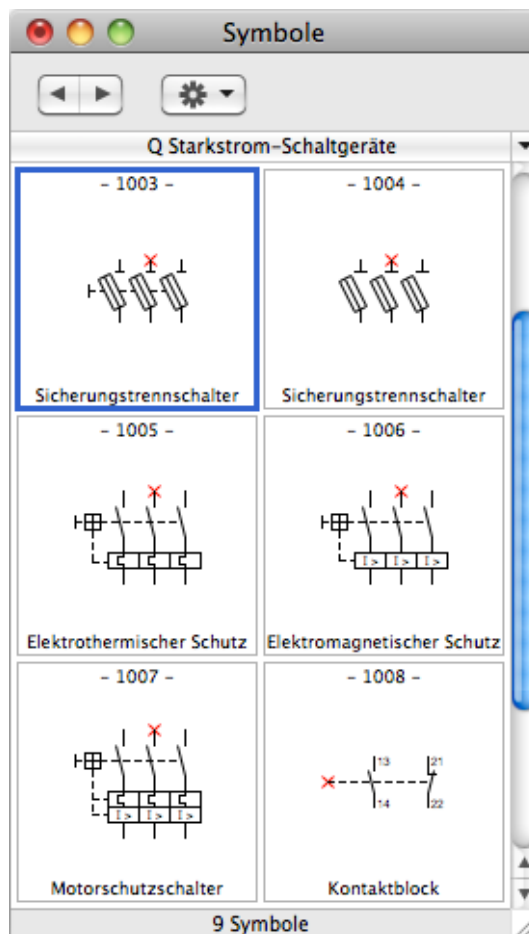 Symbole
Q Starkstrom-Schaltgeräte
- 1003 -
- 1004 -
Sicherungstrennschalter
Sicherungstrennschalter
- 1005 -
- 1006 -
I> I> I>
Elektrothermischer Schutz
Elektromagnetischer Schutz
- 1007 -
- 1008 -
13 21
14 22
I> I> I>
Motorschutzschalter
Kontaktblock
9 Symbole